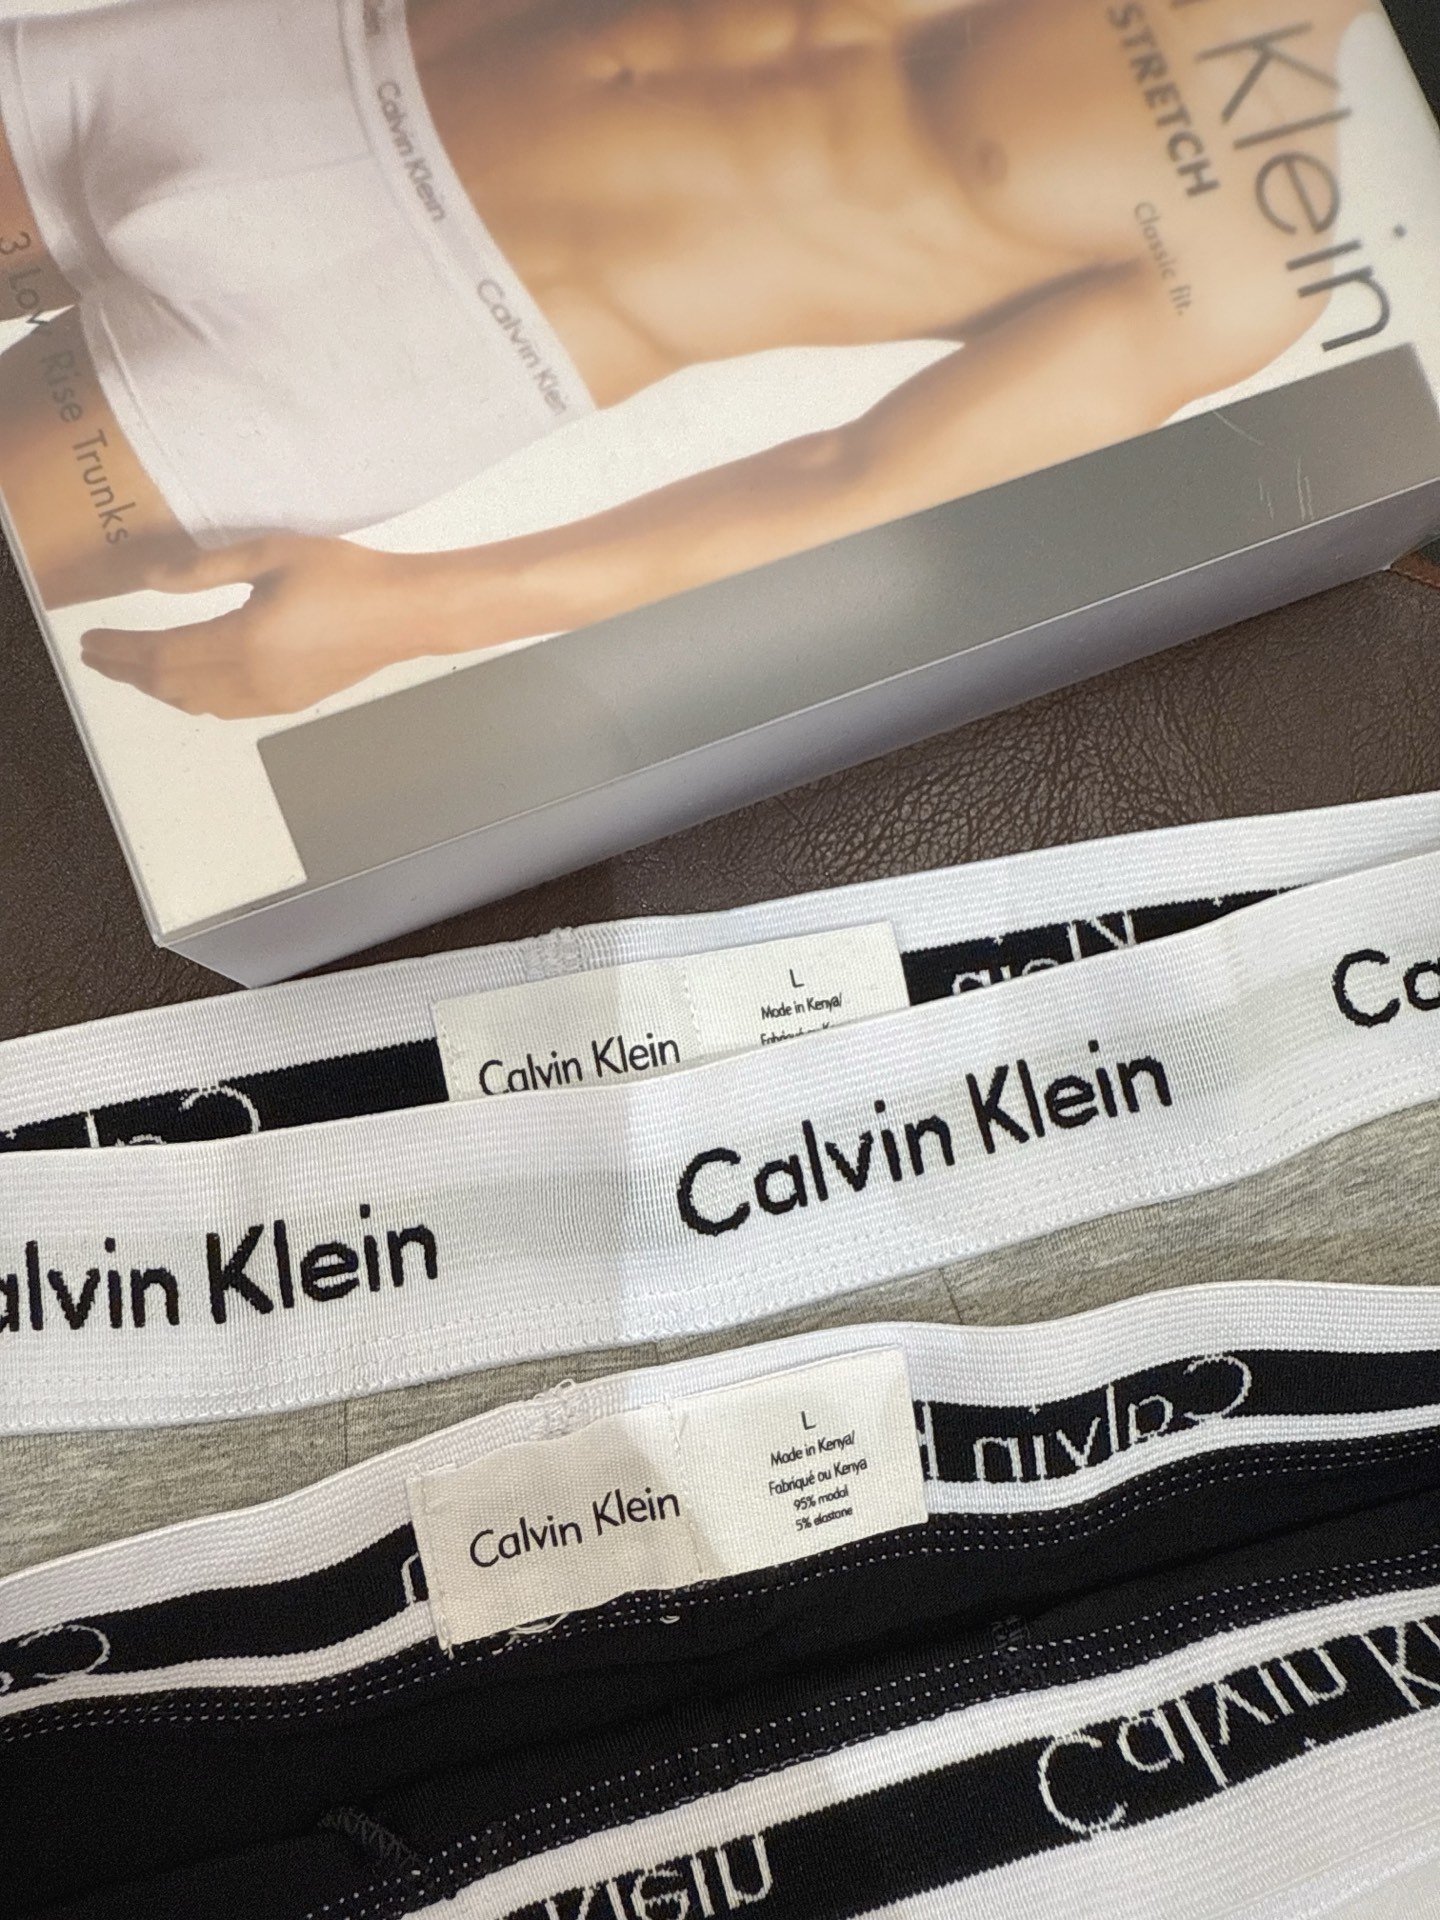 Klein
STRETCH
Classic fit.
Calvin Klein
Calvin Klein
3 Low Rise Trunks
L
Made in Kenya/
Calvin Klein
Ca
Calvin Klein
alvin Klein
Calvin
L
Made in Kenya/
Fabriqué ou Kenya
95% modal
5% elastane
Calvin Klein
Calvin K
Klein